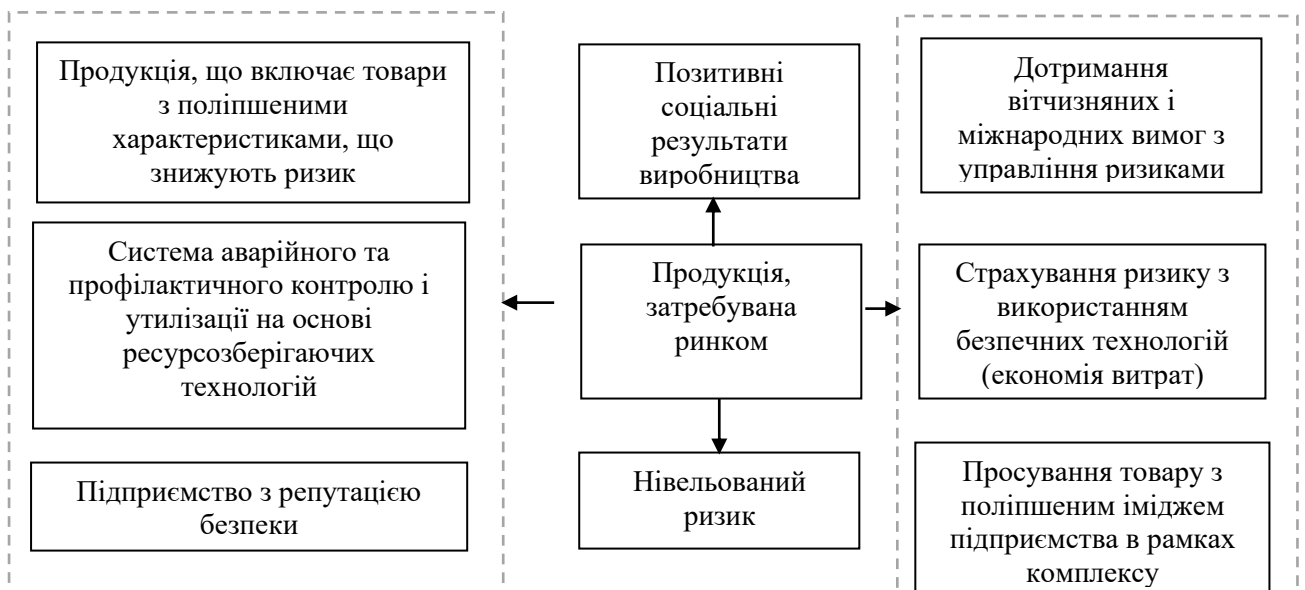 Продукція, що включає товари
з поліпшеними
характеристиками, що
знижують ризик
Система аварійного та
профілактичного контролю і
утилізації на основі
ресурсозберігаючих
технологій
Підприємство з репутацією
безпеки
Позитивні
соціальні
результати
виробництва
Продукція,
затребувана
ринком
Нівельований
ризик
Дотримання
вітчизняних і
міжнародних вимог з
управління ризиками
Страхування ризику з
використанням
безпечних технологій
(економія витрат)
Просування товару з
поліпшеним іміджем
підприємства в рамках
комплексу